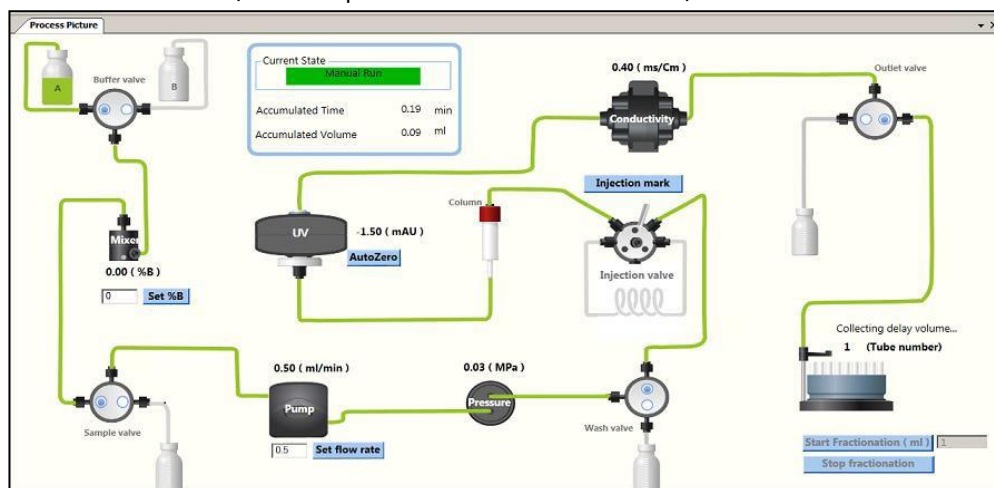 Process Picture
Current State
Manual Run
Accumulated Time 0.19 min
Accumulated Volume 0.09 ml
A
B
Buffer valve
0.40 ( ms/Cm )
Conductivity
Outlet valve
Injection mark
Column
UV
-1.50 ( mAU )
AutoZero
Injection valve
Mixer
0.00 ( %B )
0 Set %B
Collecting delay volume...
1 (Tube number)
0.50 ( ml/min )
Pump
0.5 Set flow rate
0.03 ( MPa )
Pressure
Sample valve
Wash valve
Start Fractionation ( ml ) 1
Stop fractionation